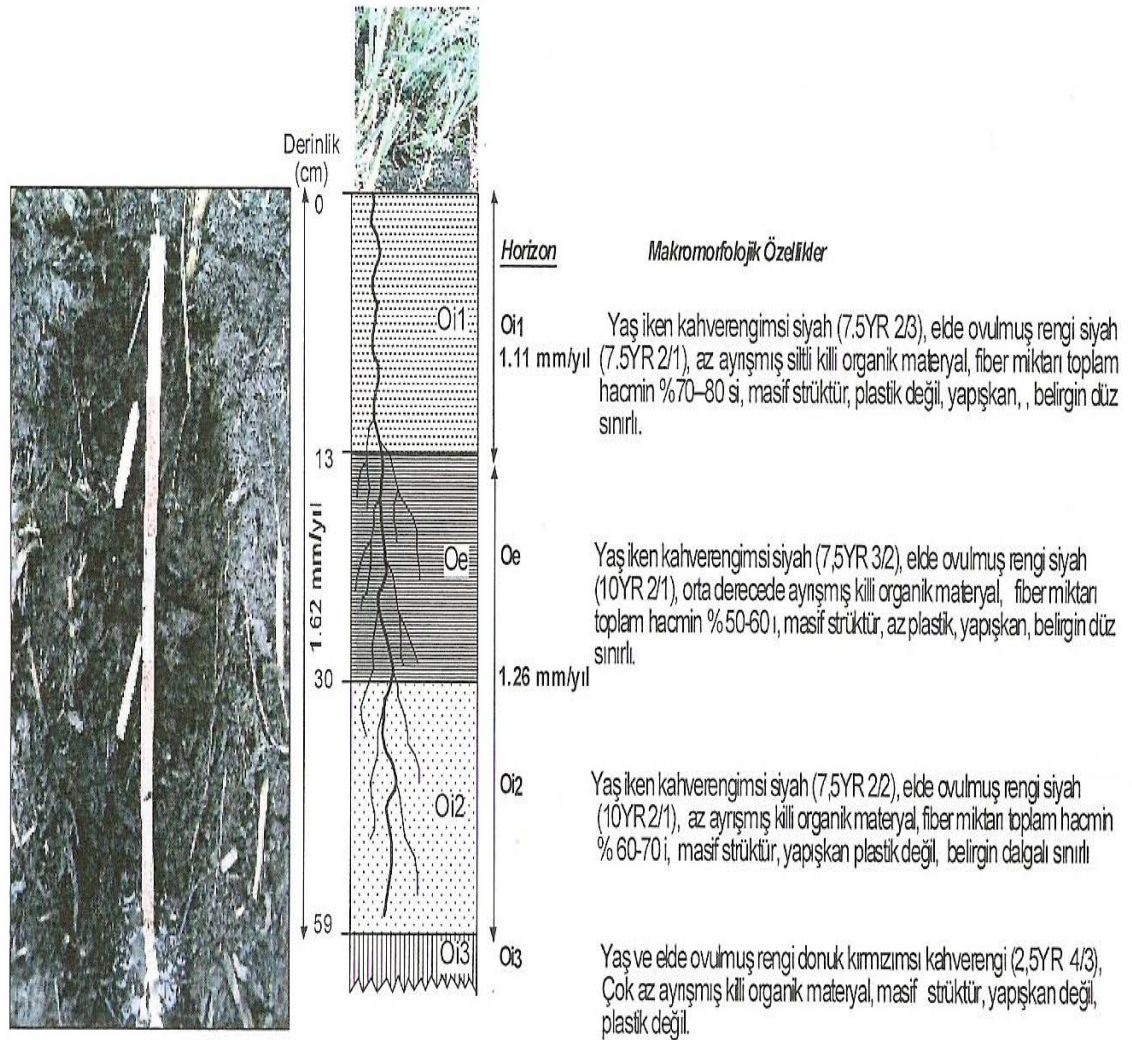 Derinlik
(cm)
0
13
30
59
1.62 mm/yıl
Oi1
Oe
Oi2
Oi3
Horizon Makromorfolojik Özellikler
Oi1
1.11 mm/yıl
Yaş iken kahverengimsi siyah (7.5YR 2/3), elde ovulmuş rengi siyah
(7.5YR 2/1), az ayrışmış siltli killi organik materyal, fiber miktarı toplam
hacmin %70–80 si, masif strüktür, plastik değil, yapışkan, , belirgin düz
sınırlı.
Oe
Yaş iken kahverengimsi siyah (7,5YR 3/2), elde ovulmuş rengi siyah
(10YR 2/1), orta derecede ayrışmış killi organik materyal, fiber miktarı
toplam hacmin % 50-60 ı, masif strüktür, az plastik, yapışkan, belirgin düz
sınırlı.
1.26 mm/yıl
Oi2
Yaş iken kahverengimsi siyah (7,5YR 2/2), elde ovulmuş rengi siyah
(10YR 2/1), az ayrışmış killi organik materyal, fiber miktarı toplam hacmin
% 60-70 i, masif strüktür, yapışkan plastik değil, belirgin dalgalı sınırlı
Oi3
Yaş ve elde ovulmuş rengi donuk kırmızımsı kahverengi (2,5YR 4/3),
Çok az ayrışmış killi organik materyal, masif strüktür, yapışkan değil,
plastik değil.